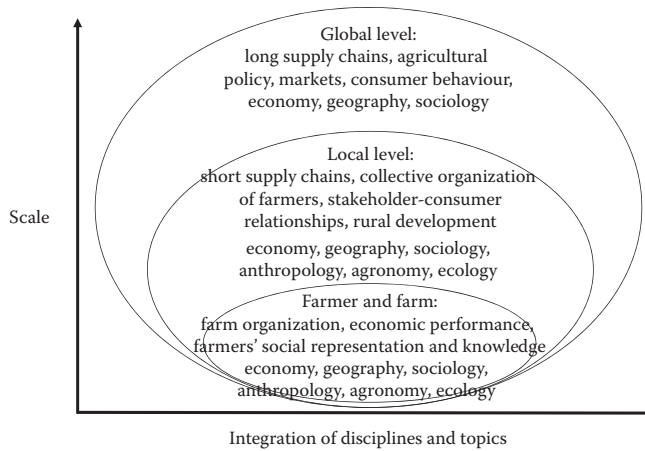 Global level:
long supply chains, agricultural
policy, markets, consumer behaviour,
economy, geography, sociology
Local level:
short supply chains, collective organization
of farmers, stakeholder-consumer
relationships, rural development
economy, geography, sociology,
anthropology, agronomy, ecology
Scale
Farmer and farm:
farm organization, economic performance,
farmers’ social representation and knowledge
economy, geography, sociology,
anthropology, agronomy, ecology
Integration of disciplines and topics